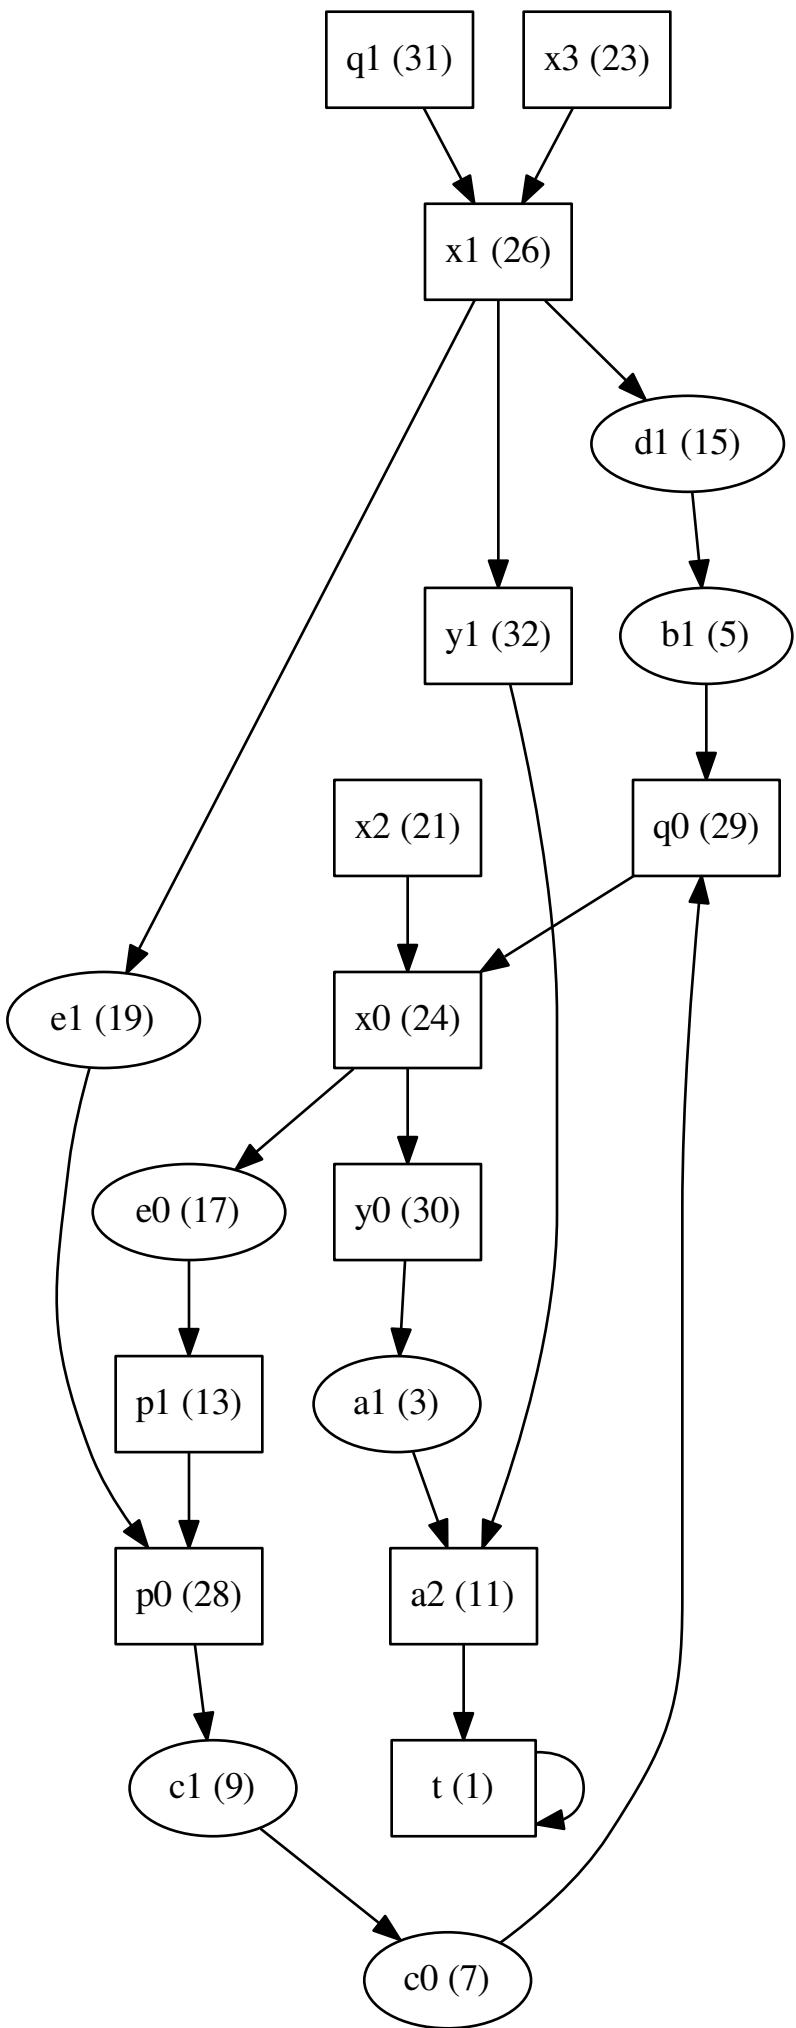 q1 (31)
x3 (23)
x1 (26)
d1 (15)
y1 (32)
b1 (5)
x2 (21)
q0 (29)
e1 (19)
x0 (24)
e0 (17)
y0 (30)
p1 (13)
a1 (3)
p0 (28)
a2 (11)
c1 (9)
t (1)
c0 (7)